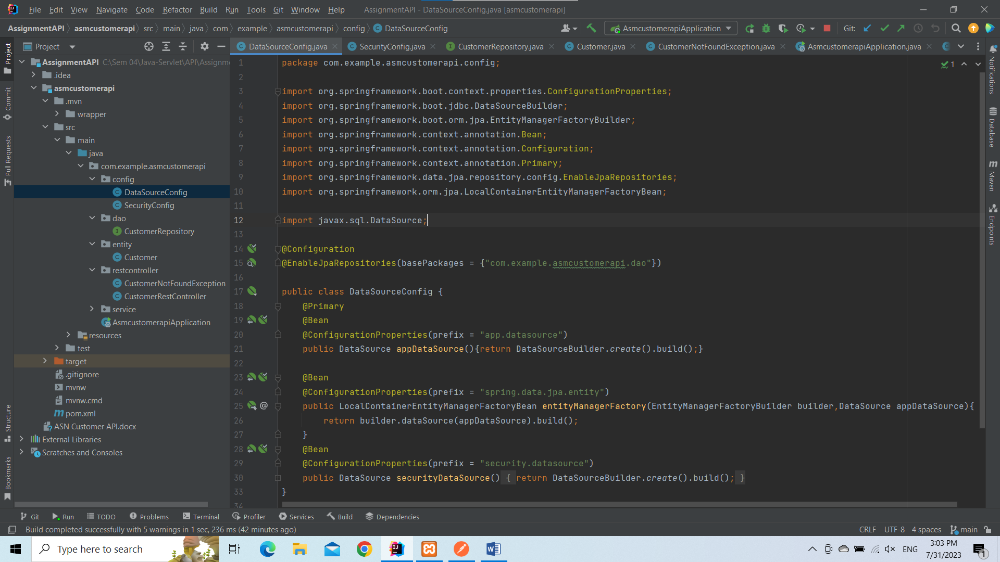 File Edit View Navigate Code Refactor Build Run Tools Git Window Help AssignmentAPI - DataSourceConfig.java [asmcustomerapi]
AssignmentAPI asmcustomerapi src main java com example asmcustomerapi config DataSourceConfig AsmcustomerapiApplication Git:
Project
DataSourceConfig.java SecurityConfig.java CustomerRepository.java Customer.java CustomerNotFoundException.java AsmcustomerapiApplication.java
AssignmentAPI C:\Sem 04\Java-Servlet\API\Assignm
.idea
asmcustomerapi
.mvn
wrapper
src
main
java
com.example.asmcustomerapi
config
DataSourceConfig
SecurityConfig
dao
CustomerRepository
entity
Customer
restcontroller
CustomerNotFoundException
CustomerRestController
service
AsmcustomerapiApplication
resources
test
target
.gitignore
mvnw
mvnw.cmd
pom.xml
ASN Customer API.docx
External Libraries
Scratches and Consoles
Project
Commit
Pull Requests
Structure
Bookmarks
1 package com.example.asmcustomerapi.config;
2
3 import org.springframework.boot.context.properties.ConfigurationProperties;
4 import org.springframework.boot.jdbc.DataSourceBuilder;
5 import org.springframework.boot.orm.jpa.EntityManagerFactoryBuilder;
6 import org.springframework.context.annotation.Bean;
7 import org.springframework.context.annotation.Configuration;
8 import org.springframework.context.annotation.Primary;
9 import org.springframework.data.jpa.repository.config.EnableJpaRepositories;
10 import org.springframework.orm.jpa.LocalContainerEntityManagerFactoryBean;
11
12 import javax.sql.DataSource;
13
14 @Configuration
15 @EnableJpaRepositories(basePackages = {"com.example.asmcustomerapi.dao"})
16
17 public class DataSourceConfig {
18 @Primary
19 @Bean
20 @ConfigurationProperties(prefix = "app.datasource")
21 public DataSource appDataSource(){return DataSourceBuilder.create().build();}
22
23 @Bean
24 @ConfigurationProperties(prefix = "spring.data.jpa.entity")
25 public LocalContainerEntityManagerFactoryBean entityManagerFactory(EntityManagerFactoryBuilder builder,DataSource appDataSource){
26 return builder.dataSource(appDataSource).build();
27 }
28 @Bean
29 @ConfigurationProperties(prefix = "security.datasource")
30 public DataSource securityDataSource() { return DataSourceBuilder.create().build(); }
33 }
34
1
Notifications
Database
Maven
Endpoints
Git Run TODO Problems Terminal Profiler Services Build Dependencies
Build completed successfully with 5 warnings in 1 sec, 236 ms (42 minutes ago) CRLF UTF-8 4 spaces main
Type here to search ENG 3:03 PM
7/31/2023 1